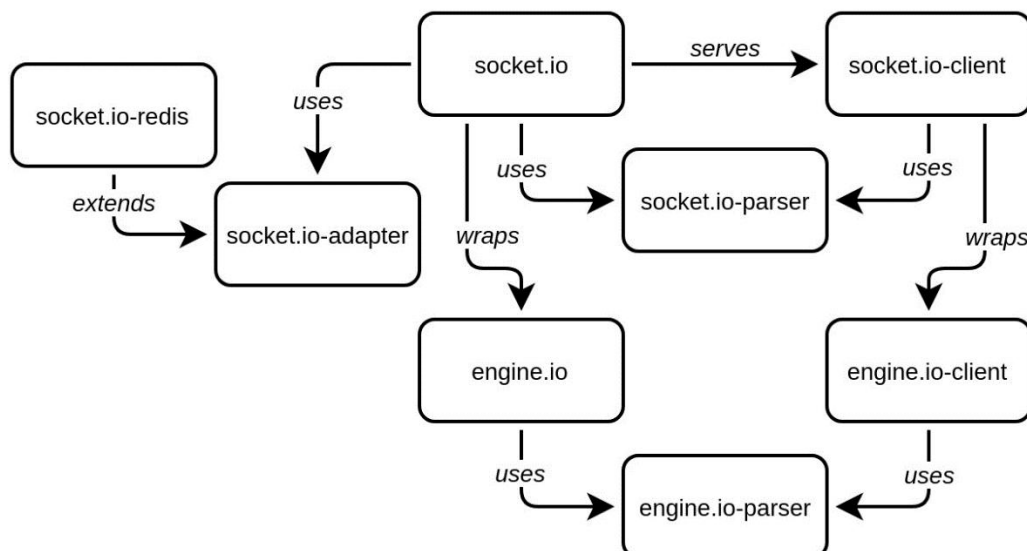 socket.io
serves
socket.io-client
socket.io-redis
uses
extends
socket.io-adapter
uses
socket.io-parser
uses
wraps
wraps
engine.io
engine.io-client
uses
engine.io-parser
uses